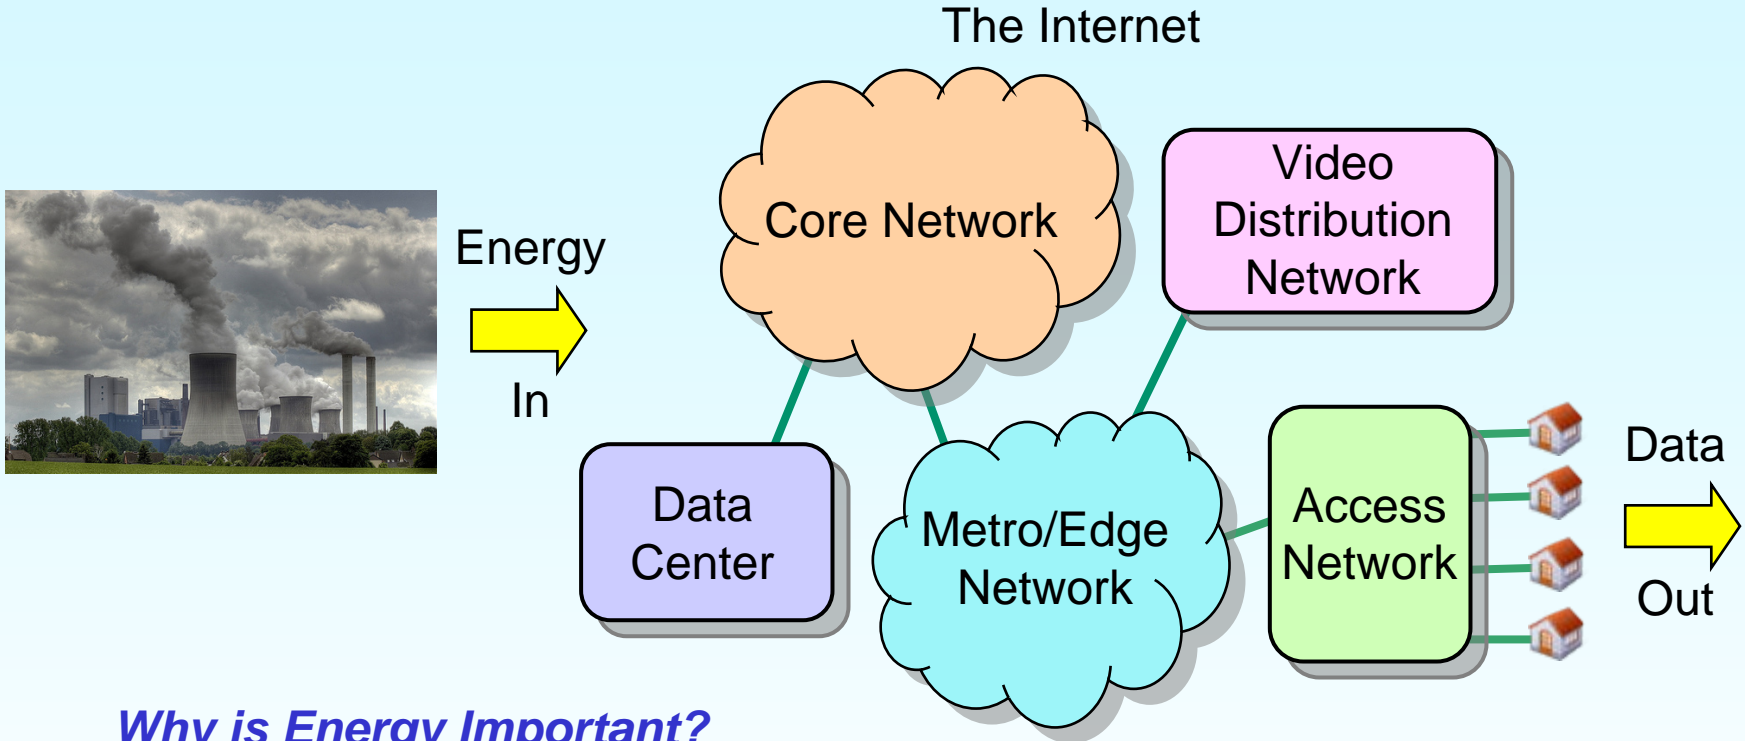 The Internet
Energy
In
Core Network
Video
Distribution
Network
Data
Center
Metro/Edge
Network
Access
Network
Data
Out
Why is Energy Important?